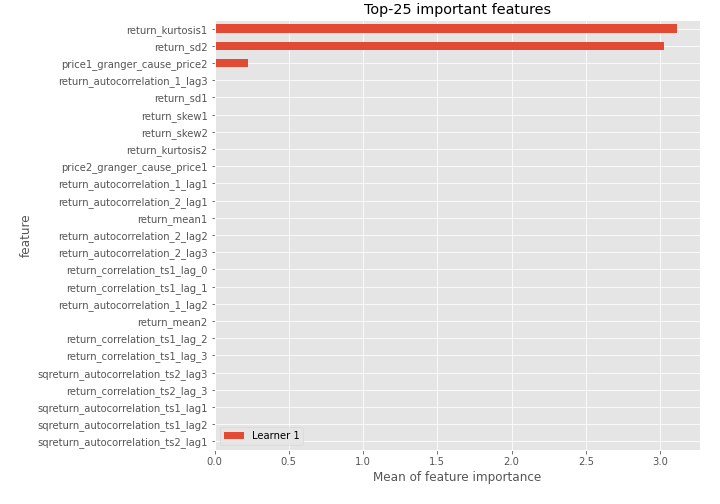 Top-25 important features
return_kurtosis1
return_sd2
price1_granger_cause_price2
return_autocorrelation_1_lag3
return_sd1
return_skew1
return_skew2
return_kurtosis2
price2_granger_cause_price1
return_autocorrelation_1_lag1
return_autocorrelation_2_lag1
return_mean1
return_autocorrelation_2_lag2
return_autocorrelation_2_lag3
return_correlation_ts1_lag_0
return_correlation_ts1_lag_1
return_autocorrelation_1_lag2
return_mean2
return_correlation_ts1_lag_2
return_correlation_ts1_lag_3
sqreturn_autocorrelation_ts2_lag3
return_correlation_ts2_lag_3
sqreturn_autocorrelation_ts1_lag1
sqreturn_autocorrelation_ts1_lag2
sqreturn_autocorrelation_ts2_lag1
feature
Learner 1
0.0 0.5 1.0 1.5 2.0 2.5 3.0
Mean of feature importance